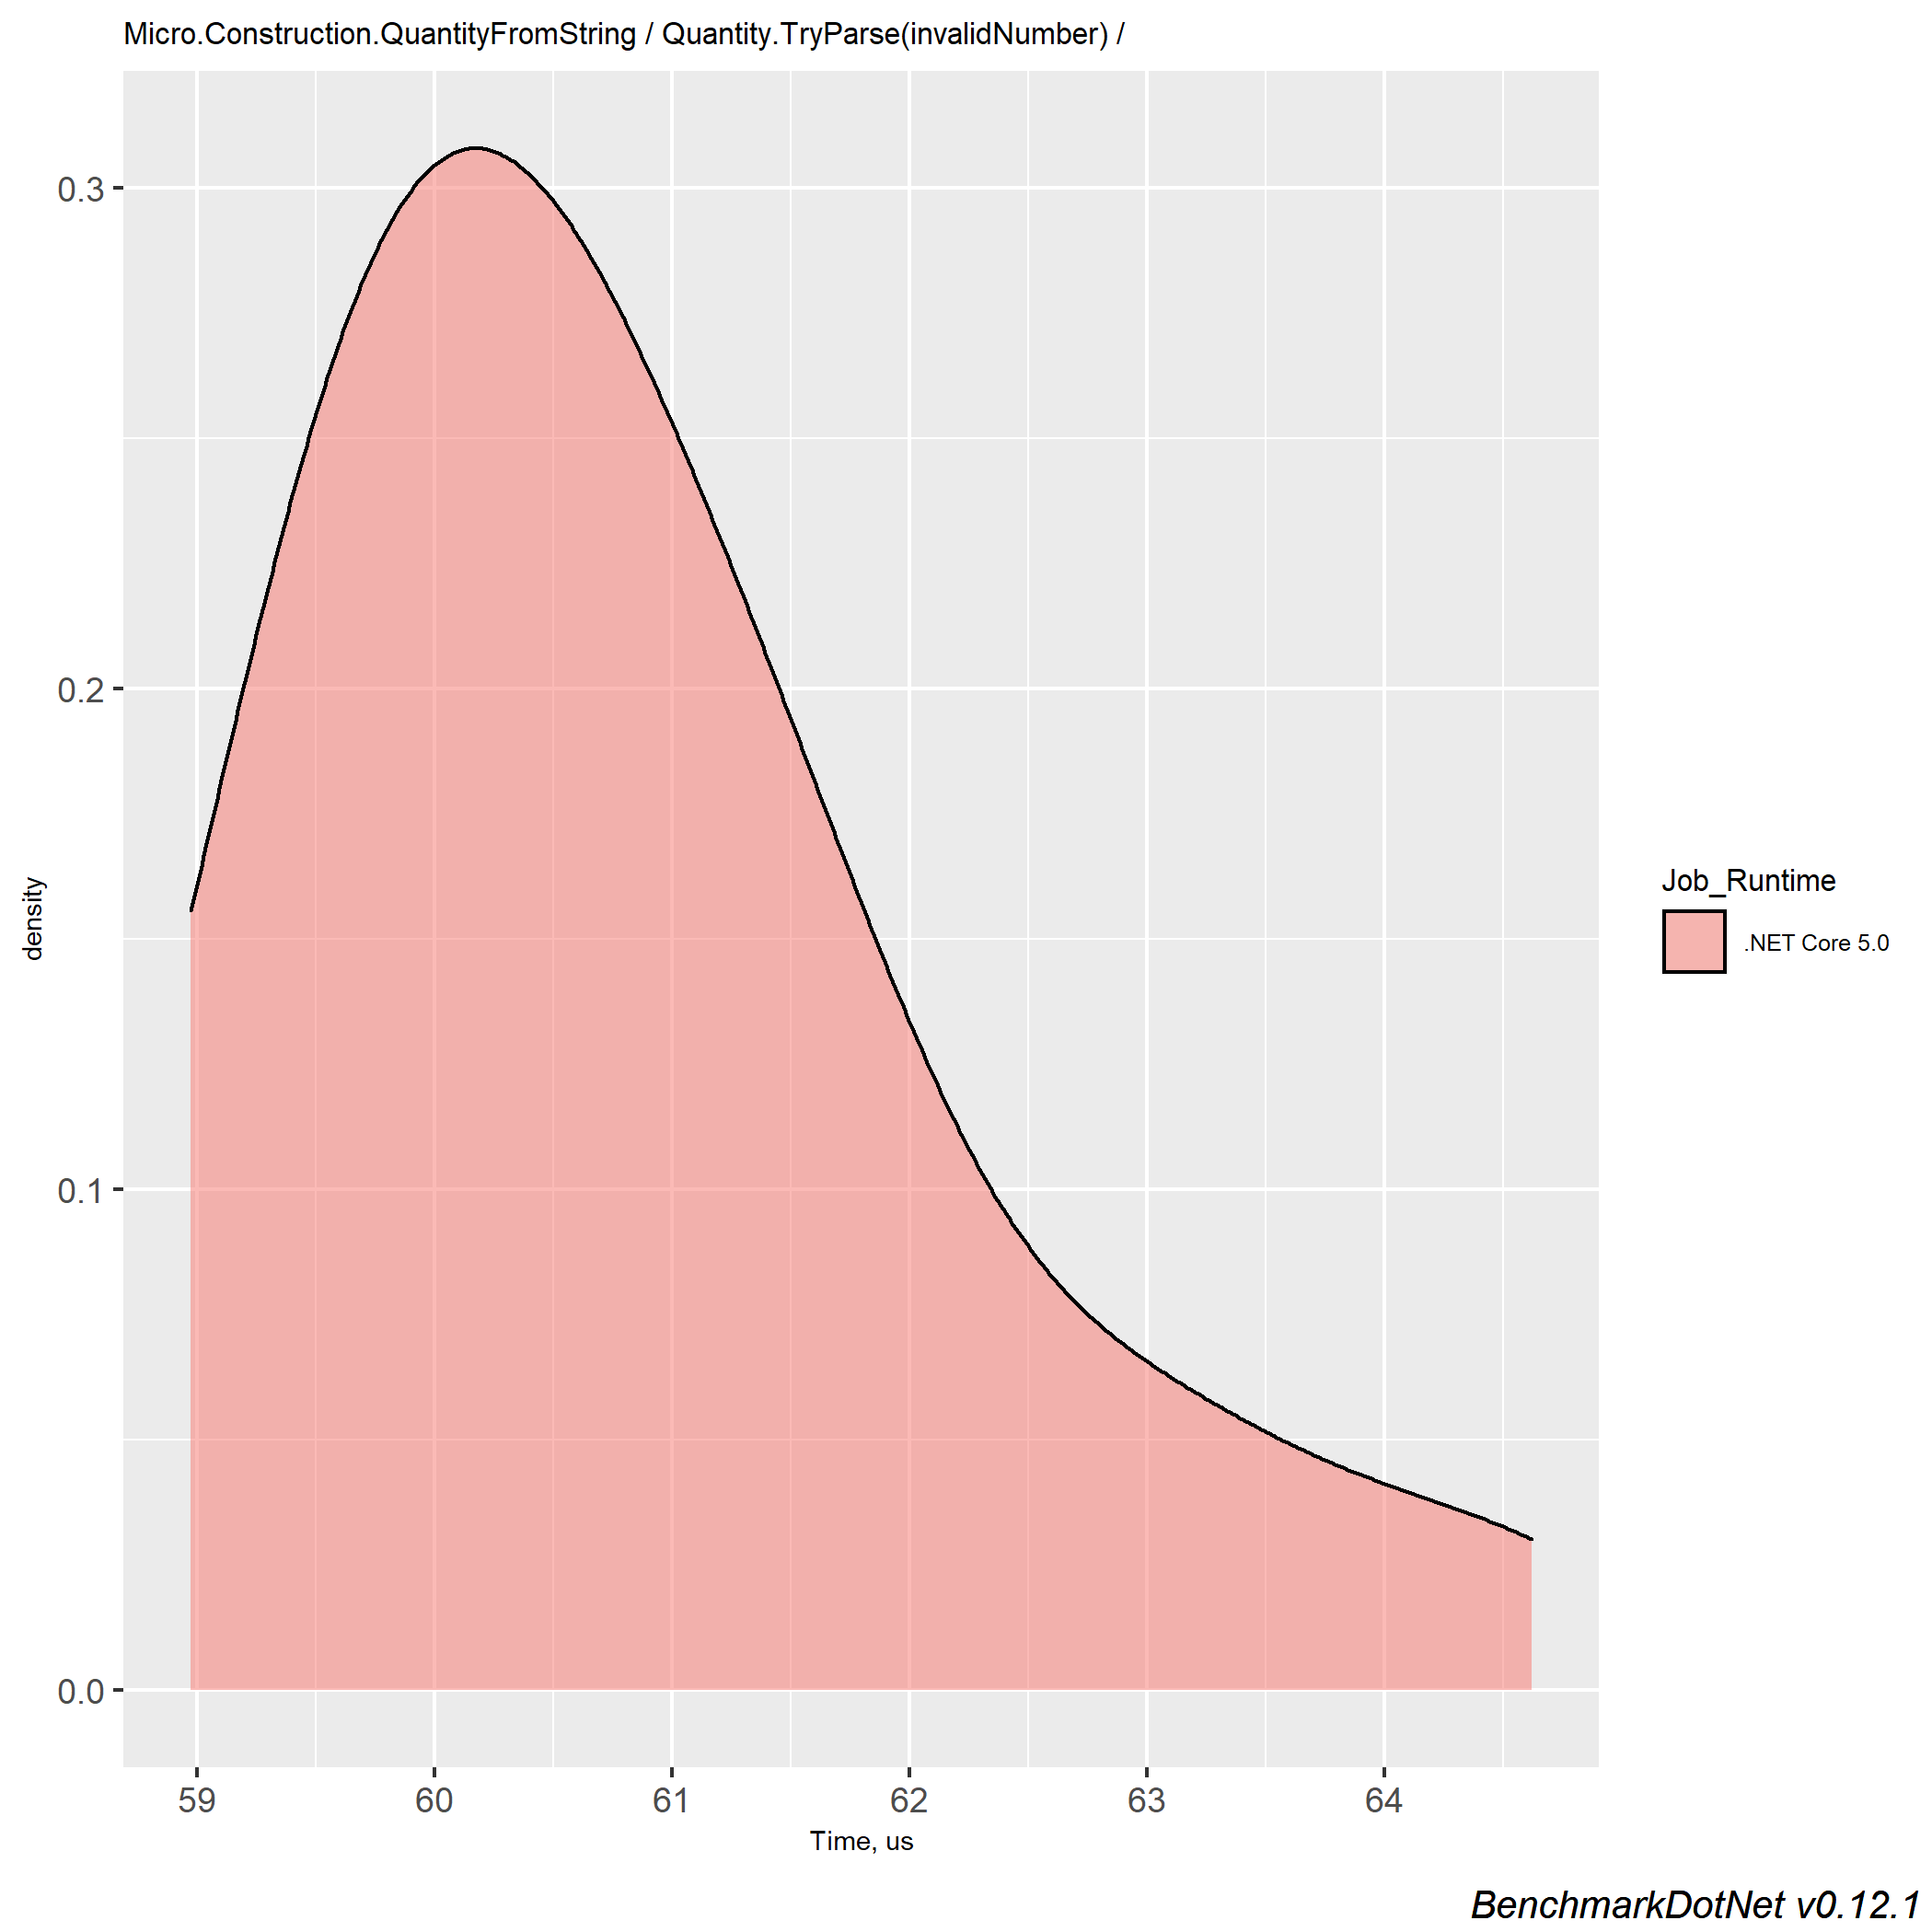 Micro.Construction.QuantityFromString / Quantity.TryParse(invalidNumber) /
0.3
0.2
0.1
0.0
density
59 60 61 62 63 64
Time, us
Job_Runtime
.NET Core 5.0
BenchmarkDotNet v0.12.1